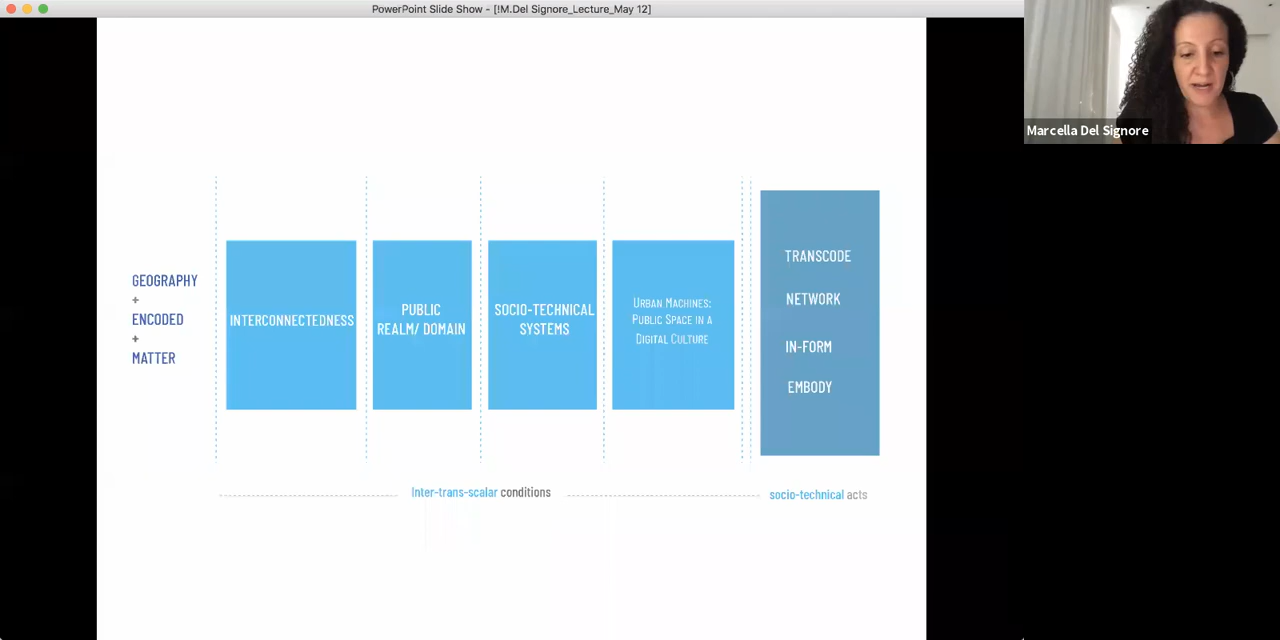 PowerPoint Slide Show - [!M.Del Signore_Lecture_May 12]
Marcella Del Signore
GEOGRAPHY
+
ENCODED
+
MATTER
INTERCONNECTEDNESS
PUBLIC
REALM/ DOMAIN
SOCIO-TECHNICAL
SYSTEMS
Urban Machines:
Public Space in a
Digital Culture
TRANSCODE
NETWORK
IN-FORM
EMBODY
Inter-trans-scalar conditions
socio-technical acts